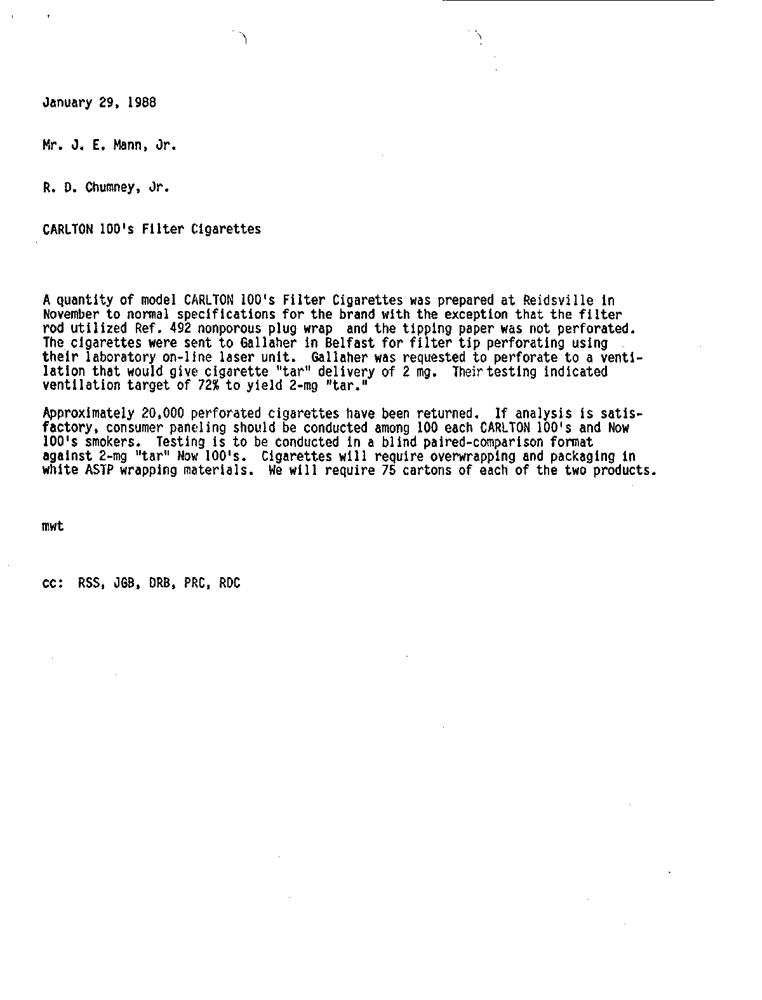 January 29, 1988
Mr. J. E. Mann, Jr.
R. D. Chumney, Jr.
CARLTON 100's Filter Cigarettes
A quantity of model CARLTON 100's Filter Cigarettes was prepared at Reidsville in
November to normal specifications for the brand with the exception that the filter
rod utilized Ref. 492 nonporous plug wrap and the tipping paper was not perforated.
The cigarettes were sent to Gallaher in Belfast for filter tip perforating using
their laboratory on-line laser unit. Gallaher was requested to perforate to a venti-
lation that would give cigarette "tar" delivery of 2 mg. Their testing indicated
ventilation target of 72% to yield 2-mg "tar."
Approximately 20,000 perforated cigarettes have been returned. If analysis is satis-
factory, consumer paneling should be conducted among 100 each CARLTON 100's and Now
100's smokers. Testing is to be conducted in a blind paired-comparison format
against 2-mg "tar" Now 100's. Cigarettes will require overwrapping and packaging in
white ASTP wrapping materials. We will require 75 cartons of each of the two products.
mwt
cc: RSS, JGB, DRB, PRC, RDC